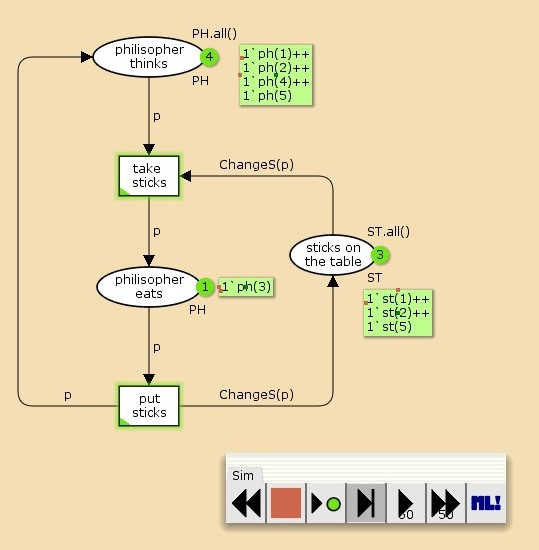 PH.all()
philisopher
thinks
4
1`ph(1)++
1`ph(2)++
1`ph(4)++
1`ph(5)
PH
p
take
sticks
ChangeS(p)
p
ST.all()
sticks on
the table
3
ST
philisopher
eats
1
1`ph(3)
PH
1`st(1)++
1`st(2)++
1`st(5)
p
p
put
sticks
ChangeS(p)
Sim
50
50
ML!